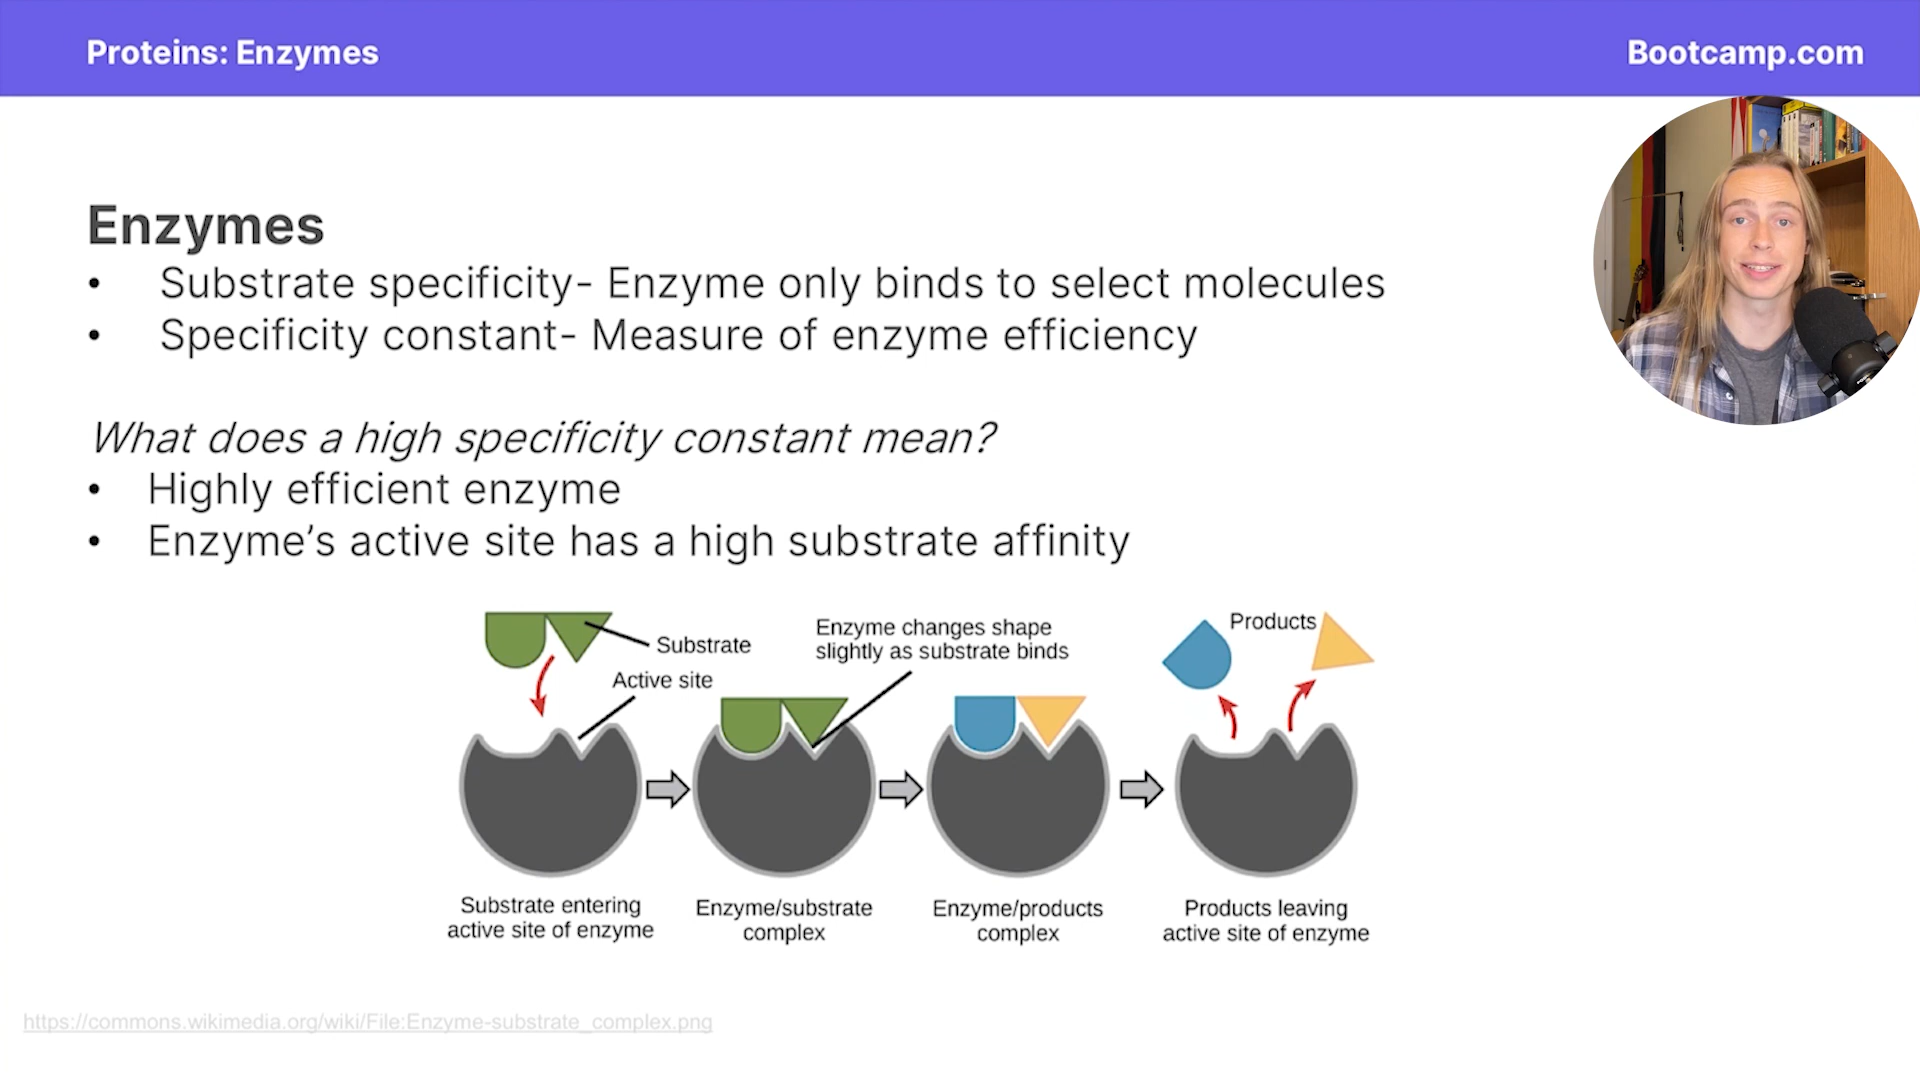 Proteins: Enzymes
Bootcamp.com
Enzymes
• Substrate specificity- Enzyme only binds to select molecules
• Specificity constant- Measure of enzyme efficiency
What does a high specificity constant mean?
• Highly efficient enzyme
• Enzyme’s active site has a high substrate affinity
Substrate
Active site
Enzyme changes shape
slightly as substrate binds
Products
Substrate entering
active site of enzyme
Enzyme/substrate
complex
Enzyme/products
complex
Products leaving
active site of enzyme
https://commons.wikimedia.org/wiki/File:Enzyme-substrate_complex.png